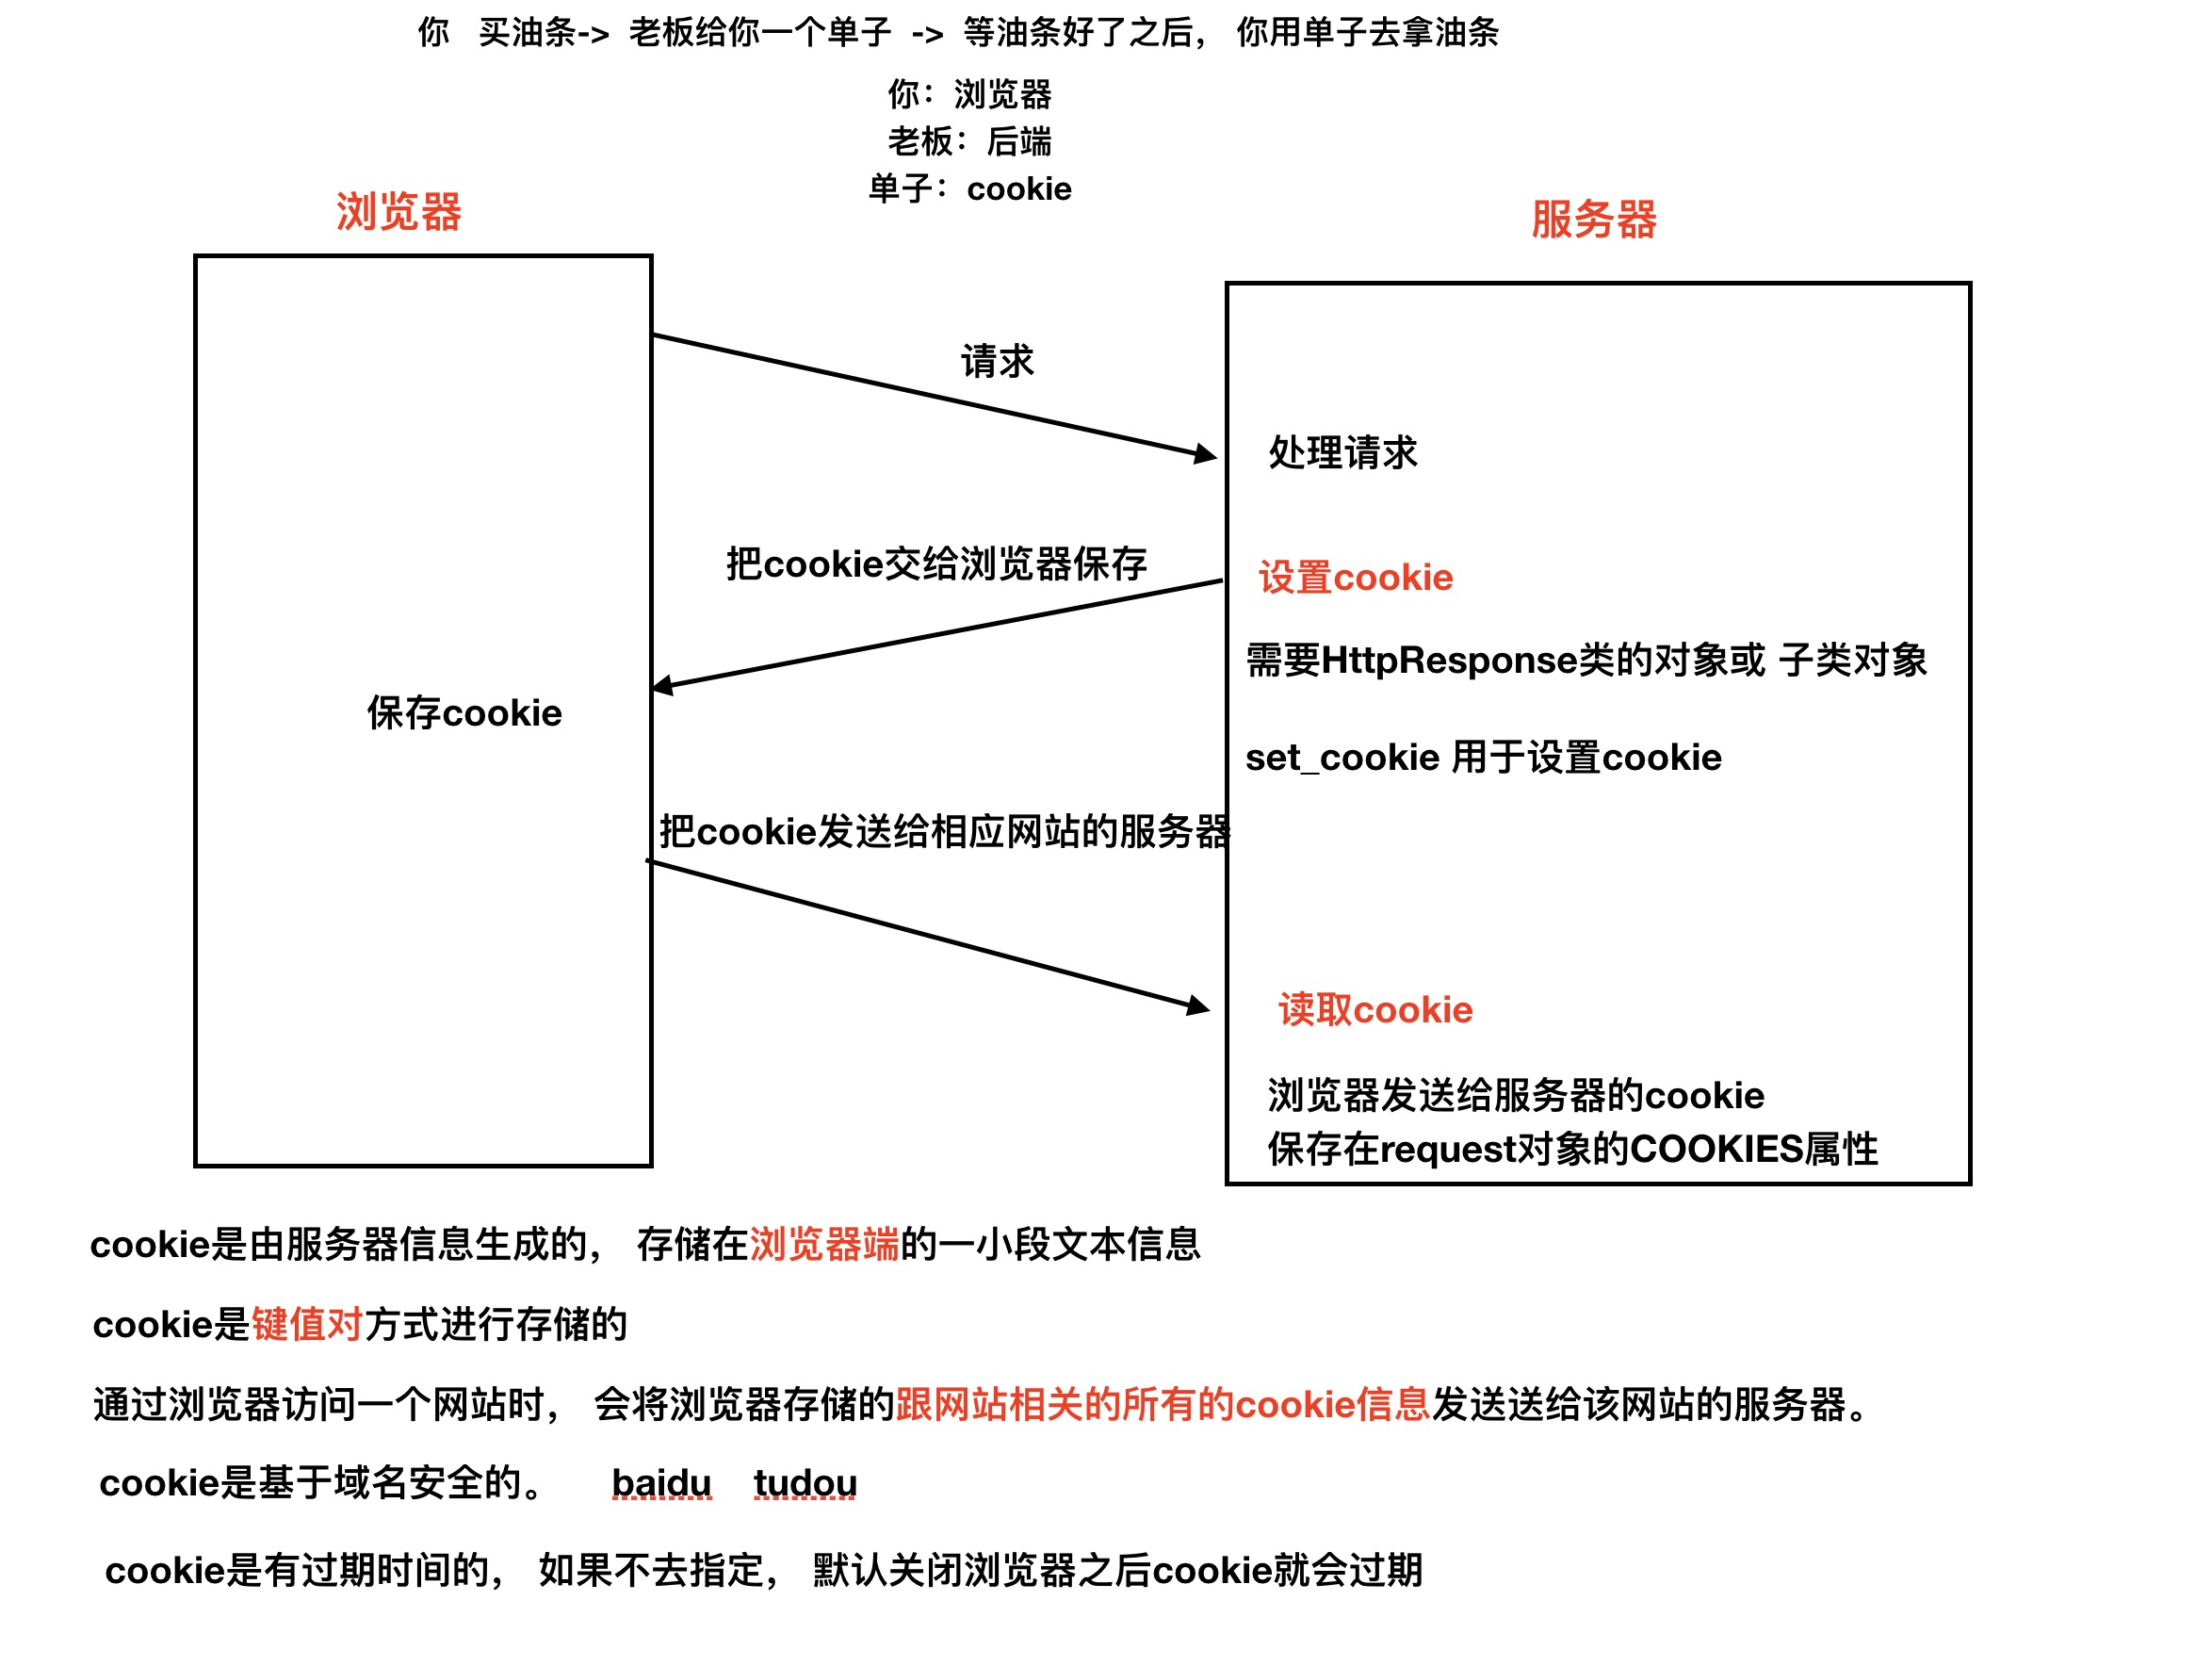 你 买油条-> 老板给你一个单子 -> 等油条好了之后， 你用单子去拿油条
你：浏览器
老板：后端
单子：cookie
浏览器
服务器
请求
处理请求
把cookie交给浏览器保存
设置cookie
需要HttpResponse类的对象或 子类对象
保存cookie
set_cookie 用于设置cookie
把cookie发送给相应网站的服务器
读取cookie
浏览器发送给服务器的cookie
保存在request对象的COOKIES属性
cookie是由服务器信息生成的， 存储在浏览器端的一小段文本信息
cookie是键值对方式进行存储的
通过浏览器访问一个网站时， 会将浏览器存储的跟网站相关的所有的cookie信息发送送给该网站的服务器。
cookie是基于域名安全的。 baidu tudou
cookie是有过期时间的， 如果不去指定， 默认关闭浏览器之后cookie就会过期